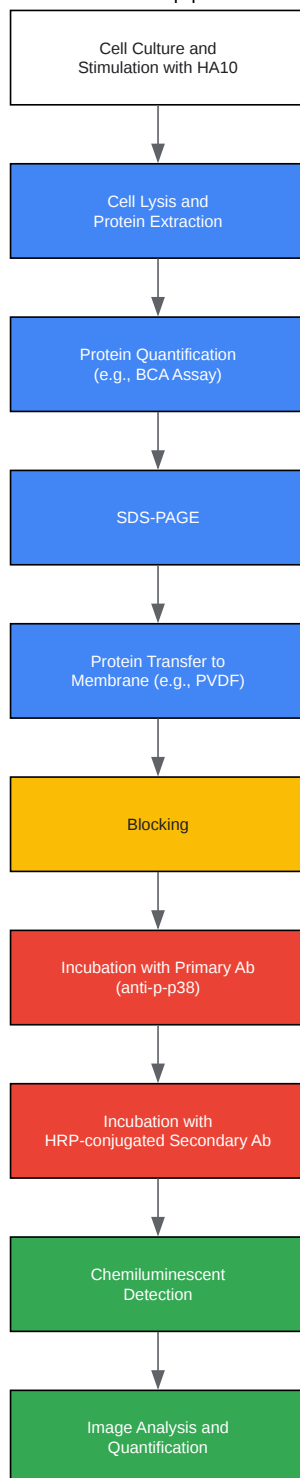 Cell Culture and
Stimulation with HA10
Cell Lysis and
Protein Extraction
Protein Quantification
(e.g., BCA Assay)
SDS-PAGE
Protein Transfer to
Membrane (e.g., PVDF)
Blocking
Incubation with Primary Ab
(anti-p-p38)
Incubation with
HRP-conjugated Secondary Ab
Chemiluminescent
Detection
Image Analysis and
Quantification